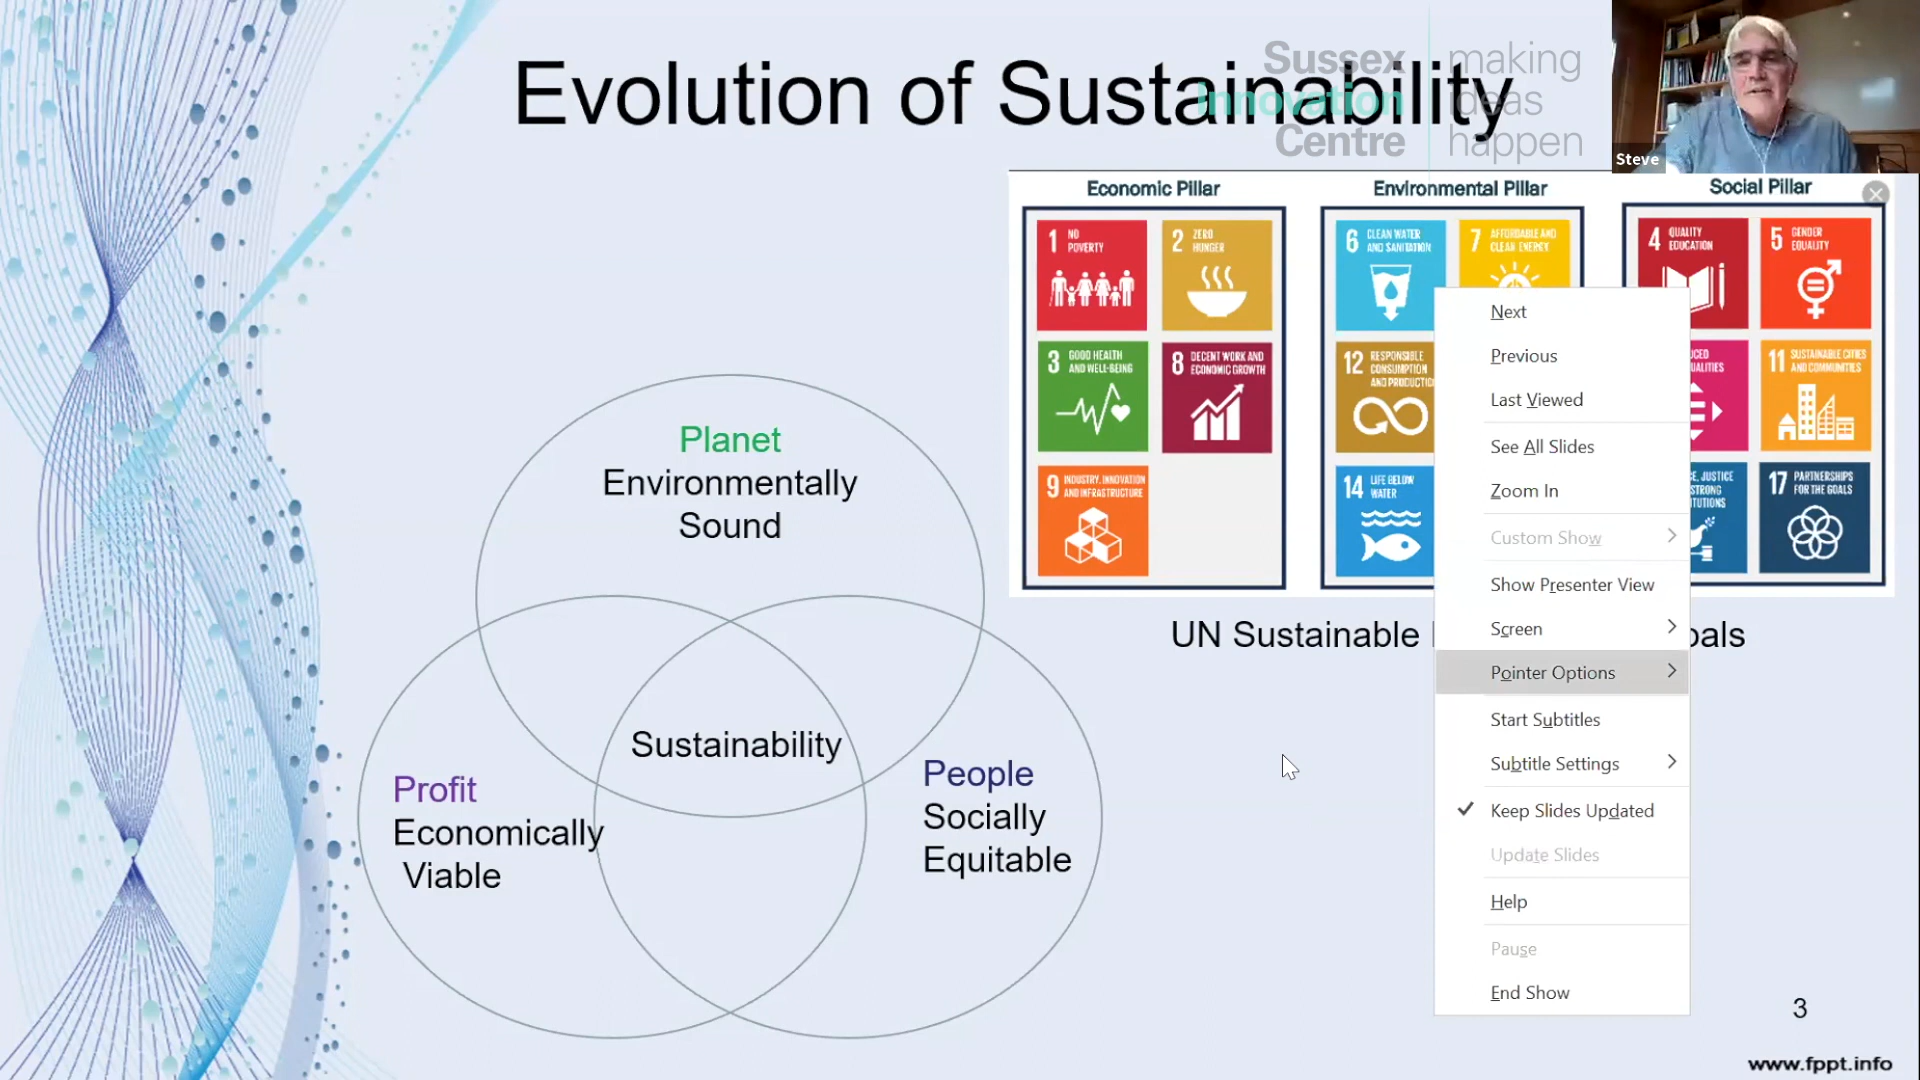 Evolution of Sustainability
Sussex
Innovation
Centre
making
ideas
happen
Steve
Economic Pillar
1 NO
POVERTY
2 ZERO
HUNGER
3 GOOD HEALTH
AND WELL-BEING
8 DECENT WORK AND
ECONOMIC GROWTH
9 INDUSTRY, INNOVATION
AND INFRASTRUCTURE
Environmental Pillar
6 CLEAN WATER
AND SANITATION
7 AFFORDABLE AND
CLEAN ENERGY
12 RESPONSIBLE
CONSUMPTION
AND PRODUCTIO
14 LIFE BELOW
WATER
Social Pillar
4 QUALITY
EDUCATION
5 GENDER
EQUALITY
UCED
UALITIES
11 SUSTAINABLE CITIES
AND COMMUNITIES
E, JUSTICE
STRONG
TUTIONS
17 PARTNERSHIPS
FOR THE GOALS
UN Sustainable
oals
Planet
Environmentally
Sound
Sustainability
Profit
Economically
Viable
People
Socially
Equitable
Next
Previous
Last Viewed
See All Slides
Zoom In
Custom Show
Show Presenter View
Screen
Pointer Options
Start Subtitles
Subtitle Settings
Keep Slides Updated
Update Slides
Help
Pause
End Show
3
www.fppt.info